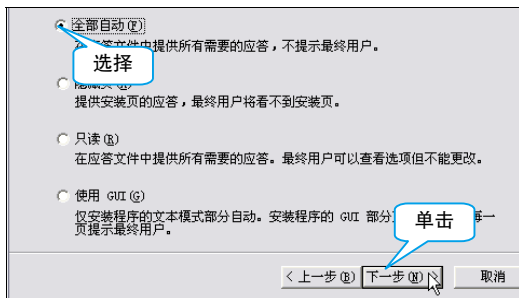 全部自动(F)
在应答文件中提供所有需要的应答，不提示最终用户。
选择
隐藏页
提供安装页的应答，最终用户将看不到安装页。
只读(R)
在应答文件中提供所有需要的应答。最终用户可以查看选项但不能更改。
使用 GUI(G)
仅安装程序的文本模式部分自动。安装程序的 GUI 部分 每一
页提示最终用户。
单击
<上一步(B) 下一步(N)> 取消